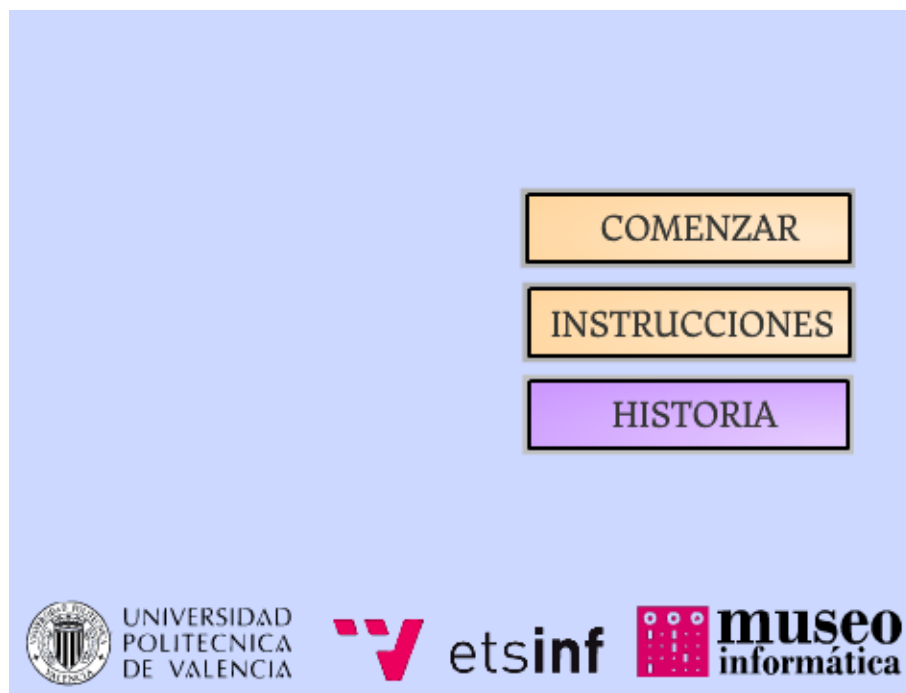 COMENZAR
INSTRUCCIONES
HISTORIA
UNIVERSIDAD
POLITECNICA
DE VALENCIA
etsinf
museo
informática